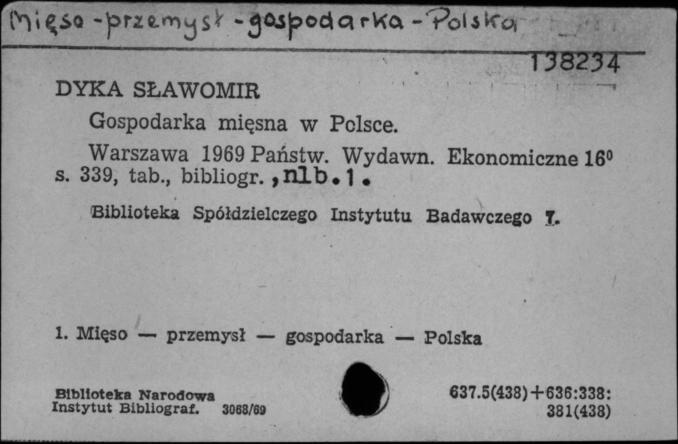 Mięso - przemysł - gospodarka - Polska
138234
DYKA SŁAWOMIR
Gospodarka mięsna w Polsce.
Warszawa 1969 Państw. Wydawn. Ekonomiczne 16⁰
s. 339, tab., bibliogr. , nlb. 1.
Biblioteka Spółdzielczego Instytutu Badawczego 7.
1. Mięso — przemysł — gospodarka — Polska
Biblioteka Narodowa 637.5(438)+636:338:
Instytut Bibliograf. 3068/69 381(438)